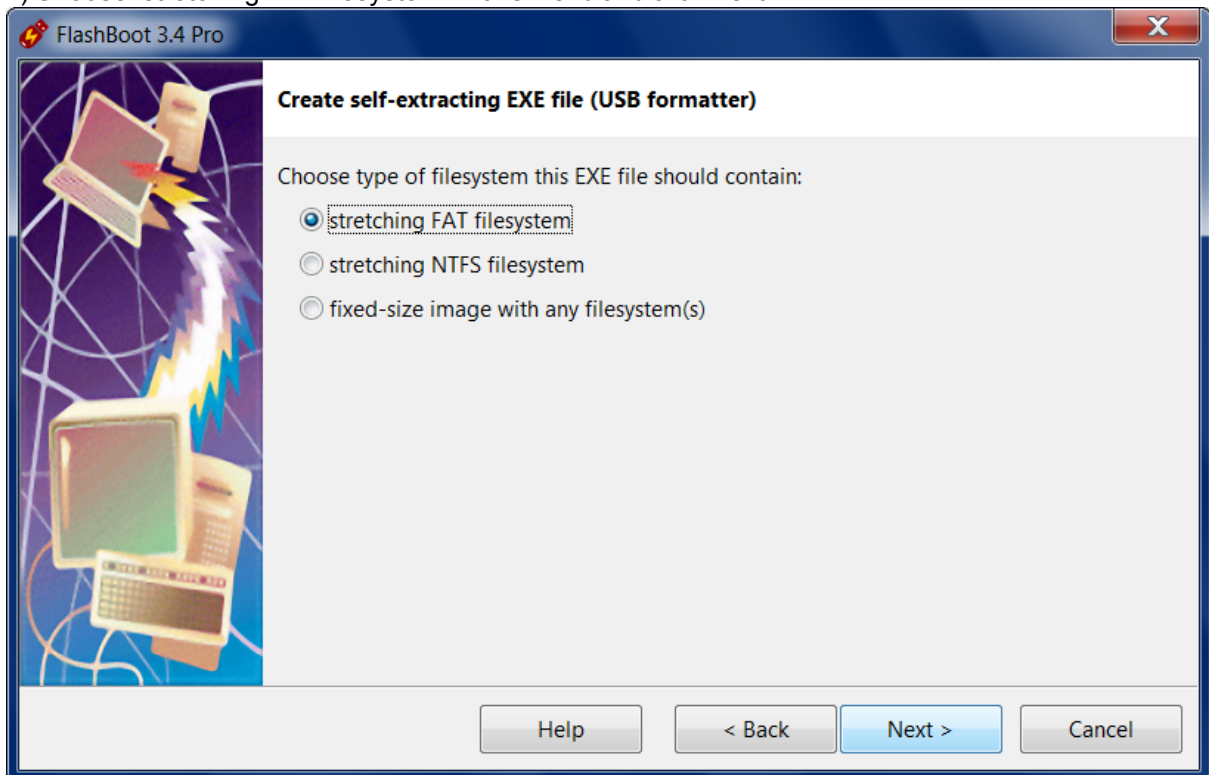 FlashBoot 3.4 Pro
Create self-extracting EXE file (USB formatter)
Choose type of filesystem this EXE file should contain:
stretching FAT filesystem
stretching NTFS filesystem
fixed-size image with any filesystem(s)
Help
< Back
Next >
Cancel